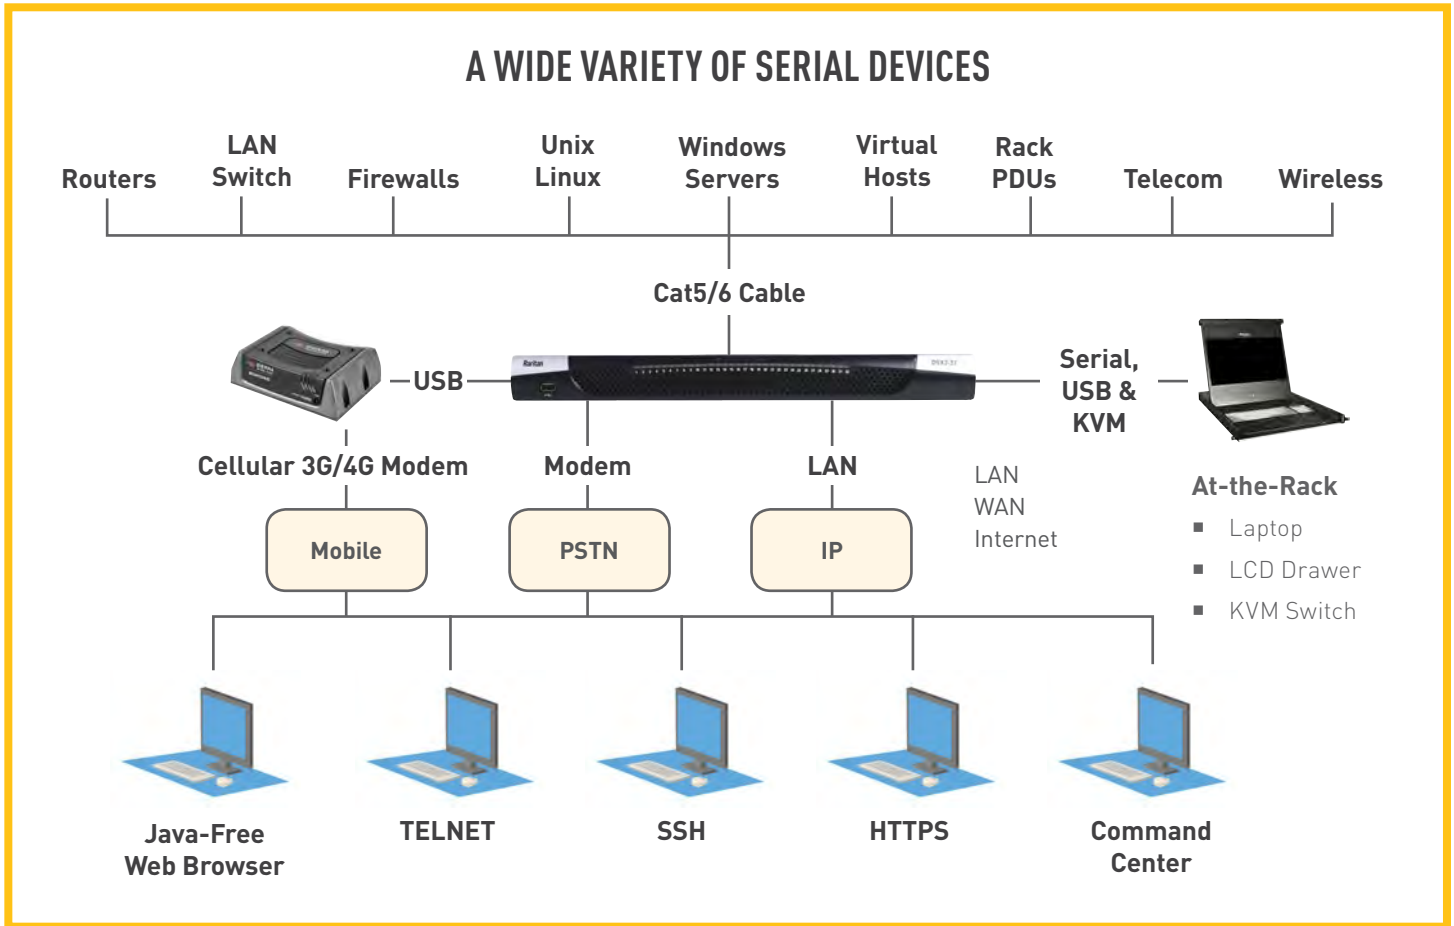 A WIDE VARIETY OF SERIAL DEVICES
Routers
LAN
Switch
Firewalls
Unix
Linux
Windows
Servers
Virtual
Hosts
Rack
PDUs
Telecom
Wireless
Cat5/6 Cable
USB
Raritan
Serial,
USB &
KVM
Cellular 3G/4G Modem
Modem
LAN
LAN
WAN
Internet
At-the-Rack
Laptop
LCD Drawer
KVM Switch
Mobile
PSTN
IP
Java-Free
Web Browser
TELNET
SSH
HTTPS
Command
Center